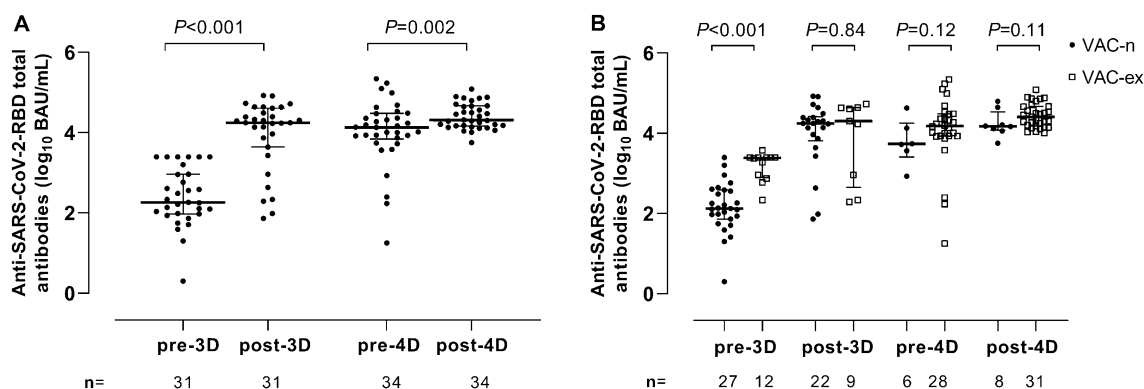 A
P<0.001
P=0.002
Anti-SARS-CoV-2-RBD total
antibodies (log10 BAU/mL)
6
4
2
0
pre-3D post-3D pre-4D post-4D
n= 31 31 34 34
B
P<0.001 P=0.84 P=0.12 P=0.11
VAC-n
VAC-ex
Anti-SARS-CoV-2-RBD total
antibodies (log10 BAU/mL)
6
4
2
0
pre-3D post-3D pre-4D post-4D
n= 27 12 22 9 6 28 8 31